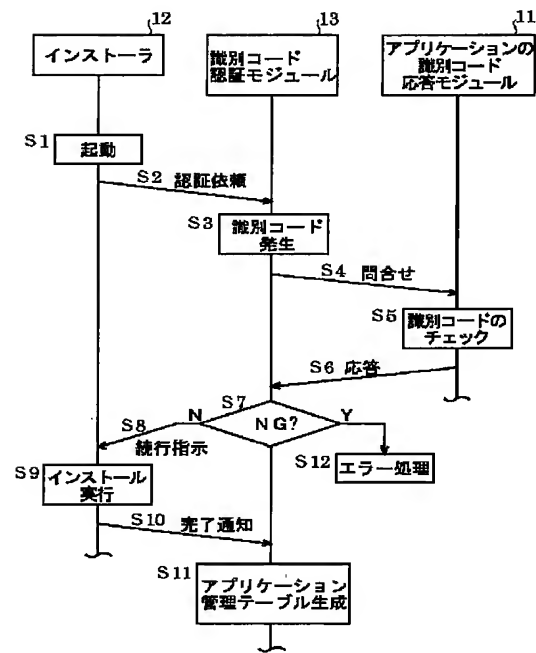 12
13
11
インストーラ
識別コード
認証モジュール
アプリケーションの
識別コード
応答モジュール
S1
起動
S2 認証依頼
S3
識別コード
発生
S4 問合せ
S5
識別コードの
チェック
S6 応答
S7
NG?
N
Y
S8
続行指示
S12
エラー処理
S9
インストール
実行
S10 完了通知
S11
アプリケーション
管理テーブル生成